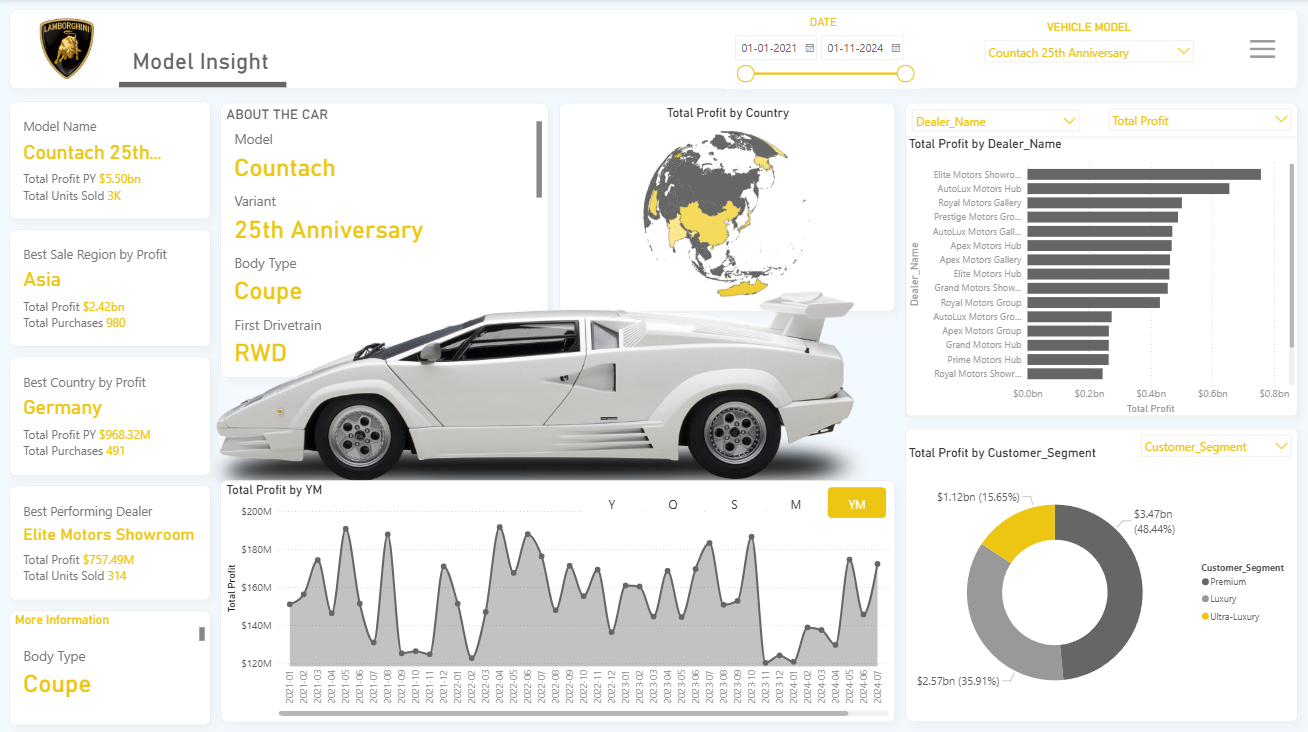 LAMBORGHINI
Model Insight
DATE
01-01-2021
01-11-2024
VEHICLE MODEL
Countach 25th Anniversary
Model Name
Countach 25th...
Total Profit PY $5.50bn
Total Units Sold 3K
Best Sale Region by Profit
Asia
Total Profit $2.42bn
Total Purchases 980
Best Country by Profit
Germany
Total Profit PY $968.32M
Total Purchases 491
Best Performing Dealer
Elite Motors Showroom
Total Profit $757.49M
Total Units Sold 314
More Information
Body Type
Coupe
ABOUT THE CAR
Model
Countach
Variant
25th Anniversary
Body Type
Coupe
First Drivetrain
RWD
Total Profit by Country
Total Profit by YM
Y
Q
S
M
YM
Total Profit
$200M
$180M
$160M
$140M
$120M
2021-01
2021-02
2021-03
2021-04
2021-05
2021-06
2021-07
2021-08
2021-09
2021-10
2021-11
2021-12
2022-01
2022-02
2022-03
2022-04
2022-05
2022-06
2022-07
2022-08
2022-09
2022-10
2022-11
2022-12
2023-01
2023-02
2023-03
2023-04
2023-05
2023-06
2023-07
2023-08
2023-09
2023-10
2023-11
2023-12
2024-01
2024-02
2024-03
2024-04
2024-05
2024-06
2024-07
Dealer_Name
Total Profit
Total Profit by Dealer_Name
Dealer_Name
Elite Motors Showro...
AutoLux Motors Hub
Royal Motors Gallery
Prestige Motors Gro...
AutoLux Motors Gall...
Apex Motors Hub
Apex Motors Gallery
Elite Motors Hub
Grand Motors Show...
Royal Motors Group
AutoLux Motors Gro...
Apex Motors Group
Grand Motors Hub
Prime Motors Hub
Royal Motors Showr...
$0.0bn $0.2bn $0.4bn $0.6bn $0.8bn
Total Profit
Customer_Segment
Total Profit by Customer_Segment
$1.12bn (15.65%)
$3.47bn
(48.44%)
$2.57bn (35.91%)
Customer_Segment
Premium
Luxury
Ultra-Luxury